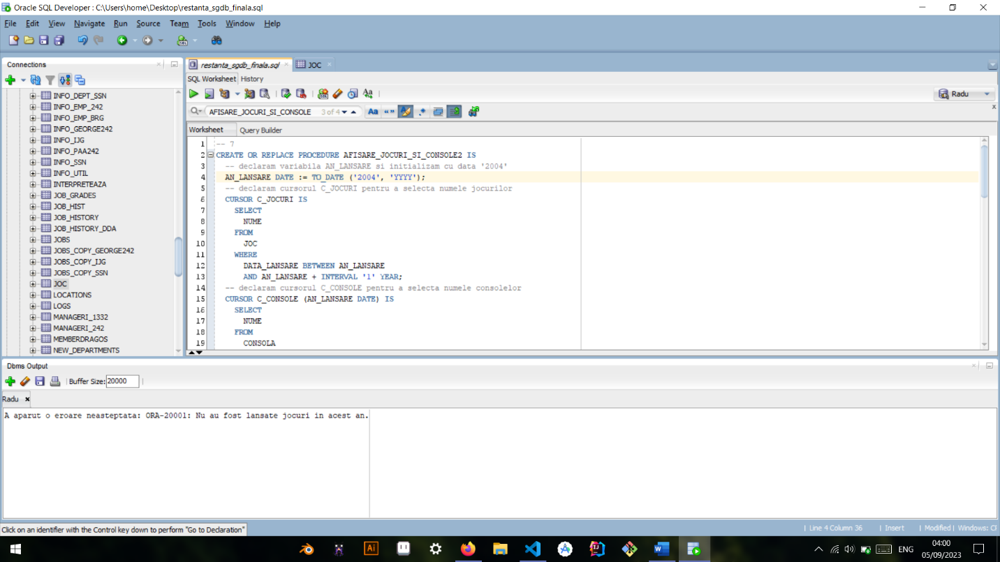 Oracle SQL Developer : C:\Users\home\Desktop\restanta_sgdb_finala.sql
File Edit View Navigate Run Source Team Tools Window Help
Connections
INFO_DEPT_SSN
INFO_EMP_242
INFO_EMP_BRG
INFO_GEORGE242
INFO_IJG
INFO_PAA242
INFO_SSN
INFO_UTIL
INTERPRETEAZA
JOB_GRADES
JOB_HIST
JOB_HISTORY
JOB_HISTORY_DDA
JOBS
JOBS_COPY_GEORGE242
JOBS_COPY_IJG
JOBS_COPY_SSN
JOC
LOCATIONS
LOGS
MANAGERI_1332
MANAGERI_242
MEMBERDRAGOS
NEW_DEPARTMENTS
restanta_sgdb_finala.sql JOC
SQL Worksheet History
Radu
AFISARE_JOCURI_SI_CONSOLE 3 of 4 Aa “” .*
Worksheet Query Builder
1 -- 7
2 CREATE OR REPLACE PROCEDURE AFISARE_JOCURI_SI_CONSOLE2 IS
3 -- declaram variabila AN_LANSARE si initializam cu data '2004'
4 AN_LANSARE DATE := TO_DATE ('2004', 'YYYY');
5 -- declaram cursorul C_JOCURI pentru a selecta numele jocurilor
6 CURSOR C_JOCURI IS
7 SELECT
8 NUME
9 FROM
10 JOC
11 WHERE
12 DATA_LANSARE BETWEEN AN_LANSARE
13 AND AN_LANSARE + INTERVAL '1' YEAR;
14 -- declaram cursorul C_CONSOLE pentru a selecta numele consolelor
15 CURSOR C_CONSOLE (AN_LANSARE DATE) IS
16 SELECT
17 NUME
18 FROM
19 CONSOLA
Dbms Output
Buffer Size: 20000
Radu
A aparut o eroare neasteptata: ORA-20001: Nu au fost lansate jocuri in acest an.
Click on an identifier with the Control key down to perform "Go to Declaration"
Line 4 Column 36 Insert Modified Windows: Cl
ENG 04:00
05/09/2023